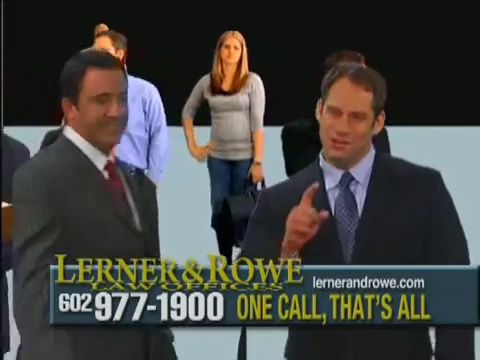 LERNER & ROWE
LAW OFFICES
lernerandrowe.com
602 977-1900 ONE CALL, THAT'S ALL